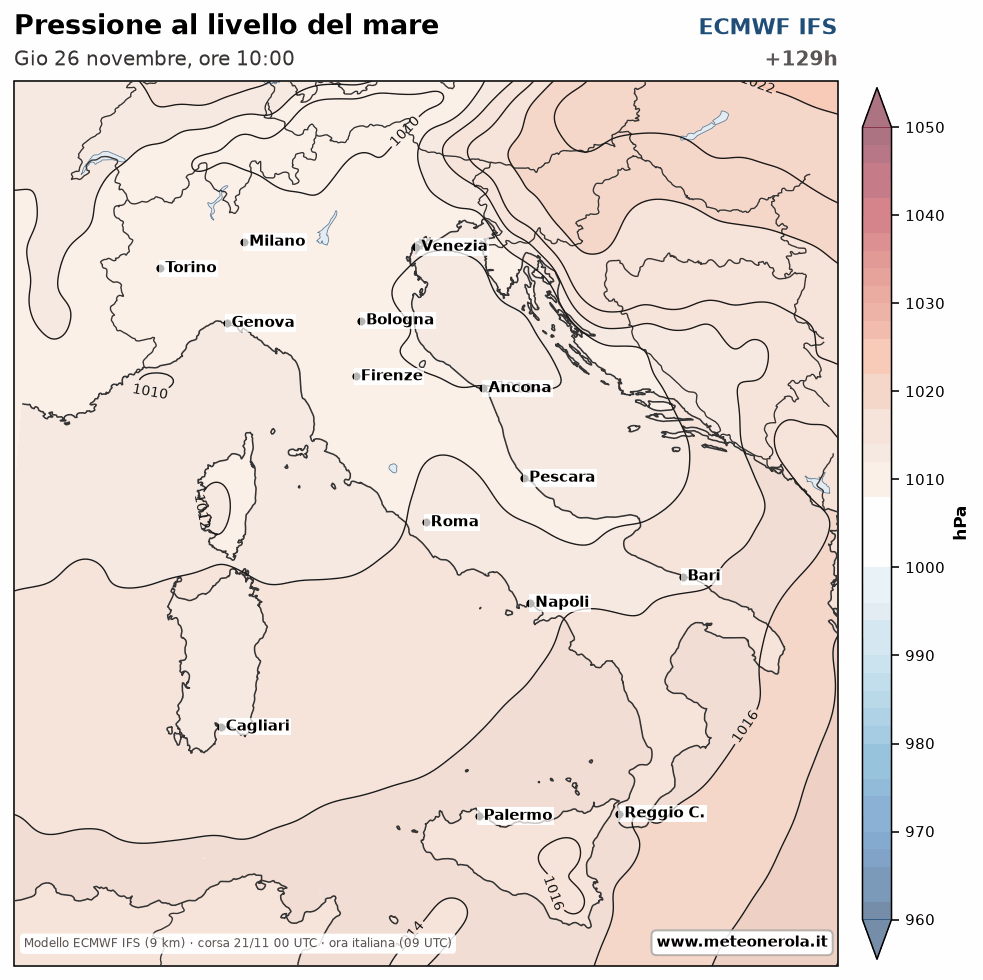 Pressione al livello del mare
ECMWF IFS
Gio 26 novembre, ore 10:00
+129h
1010
Milano
Venezia
Torino
Genova
Bologna
Firenze
1010
Ancona
Pescara
Roma
Bari
Napoli
Cagliari
1016
Palermo
Reggio C.
1016
14
Modello ECMWF IFS (9 km) · corsa 21/11 00 UTC · ora italiana (09 UTC)
www.meteonerola.it
1050
1040
1030
1020
1010
1000
990
980
970
960
hPa